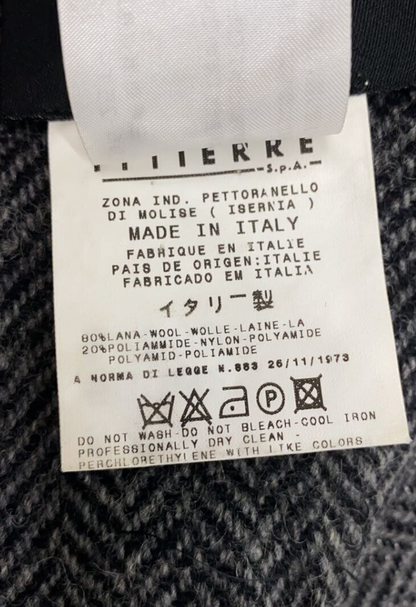 ITTIERRE
S.p.A.
ZONA IND. PETTORANELLO
DI MOLISE ( ISERNIA )
MADE IN ITALY
FABRIQUE EN ITALIE
PAIS DE ORIGEN:ITALIE
FABRICADO EM ITALIA
イタリー製
80%LANA-WOOL-WOLLE-LAINE-LA
20%POLIAMMIDE-NYLON-POLYAMIDE
POLYAMID-POLIAMIDE
A NORMA DI LEGGE N.883 26/11/1973
P
DO NOT WASH-DO NOT BLEACH-COOL IRON
PROFESSIONALLY DRY CLEAN -
PERCHLORETHYLENE WITH LIKE COLORS